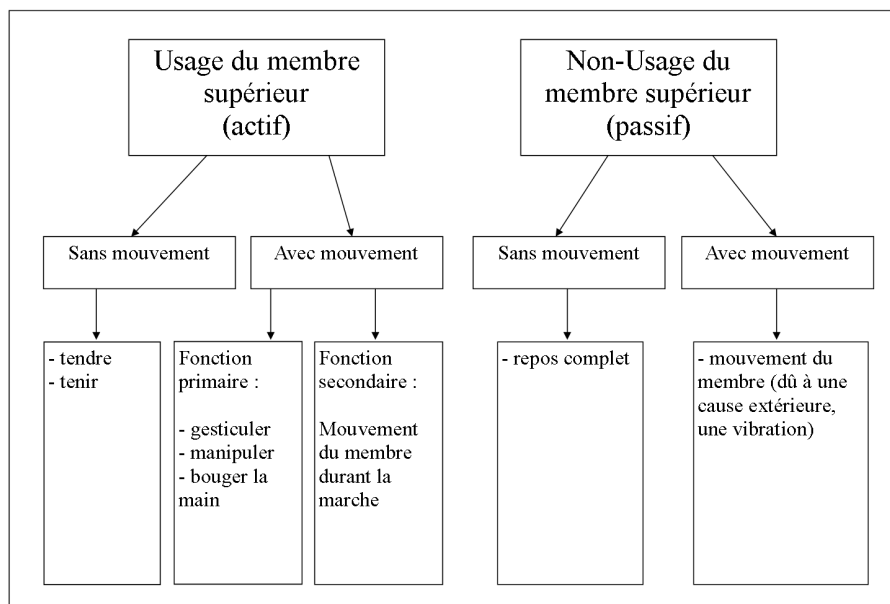 Usage du membre
supérieur
(actif)
Non-Usage du
membre supérieur
(passif)
Sans mouvement
Avec mouvement
Sans mouvement
Avec mouvement
- tendre
- tenir
Fonction
primaire :
- gesticuler
- manipuler
- bouger la
main
Fonction
secondaire :
Mouvement
du membre
durant la
marche
- repos complet
- mouvement du
membre (dû à une
cause extérieure,
une vibration)